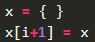 x = { }
x[i+1] = x